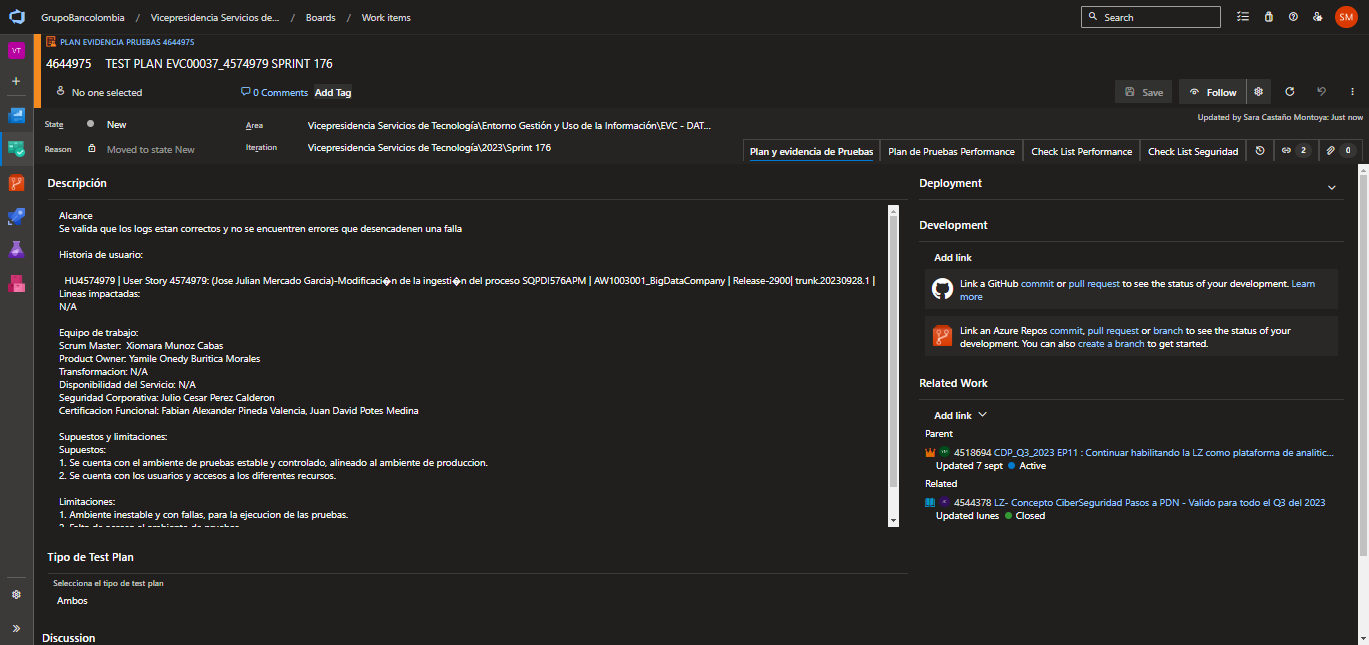 GrupoBancolombia / Vicepresidencia Servicios de... / Boards / Work items
Search
SM
VT
PLAN EVIDENCIA PRUEBAS 4644975
4644975 TEST PLAN EVC00037_4574979 SPRINT 176
No one selected
0 Comments
Add Tag
Save
Follow
State
New
Area
Vicepresidencia Servicios de Tecnología\Entorno Gestión y Uso de la Información\EVC - DAT...
Updated by Sara Castaño Montoya: Just now
Reason
Moved to state New
Iteration
Vicepresidencia Servicios de Tecnología\2023\Sprint 176
Plan y evidencia de Pruebas
Plan de Pruebas Performance
Check List Performance
Check List Seguridad
2
0
Descripción
Alcance
Se valida que los logs estan correctos y no se encuentren errores que desencadenen una falla
Historia de usuario:
HU4574979 | User Story 4574979: (Jose Julian Mercado Garcia)-Modificaci�n de la ingesti�n del proceso SQPDI576APM | AW1003001_BigDataCompany | Release-2900| trunk.20230928.1 |
Lineas impactadas:
N/A
Equipo de trabajo:
Scrum Master:  Xiomara Munoz Cabas
Product Owner: Yamile Onedy Buritica Morales
Transformacion: N/A
Disponibilidad del Servicio: N/A
Seguridad Corporativa: Julio Cesar Perez Calderon
Certificacion Funcional: Fabian Alexander Pineda Valencia, Juan David Potes Medina
Supuestos y limitaciones:
Supuestos:
1. Se cuenta con el ambiente de pruebas estable y controlado, alineado al ambiente de produccion.
2. Se cuenta con los usuarios y accesos a los diferentes recursos.
Limitaciones:
1. Ambiente inestable y con fallas, para la ejecucion de las pruebas.
Tipo de Test Plan
Selecciona el tipo de test plan
Ambos
Discussion
Deployment
Development
Add link
Link a GitHub commit or pull request to see the status of your development. Learn
more
Link an Azure Repos commit, pull request or branch to see the status of your
development. You can also create a branch to get started.
Related Work
Add link
Parent
4518694 CDP_Q3_2023 EP11 : Continuar habilitando la LZ como plataforma de analitic...
Updated 7 sept Active
Related
4544378 LZ- Concepto CiberSeguridad Pasos a PDN - Valido para todo el Q3 del 2023
Updated lunes Closed